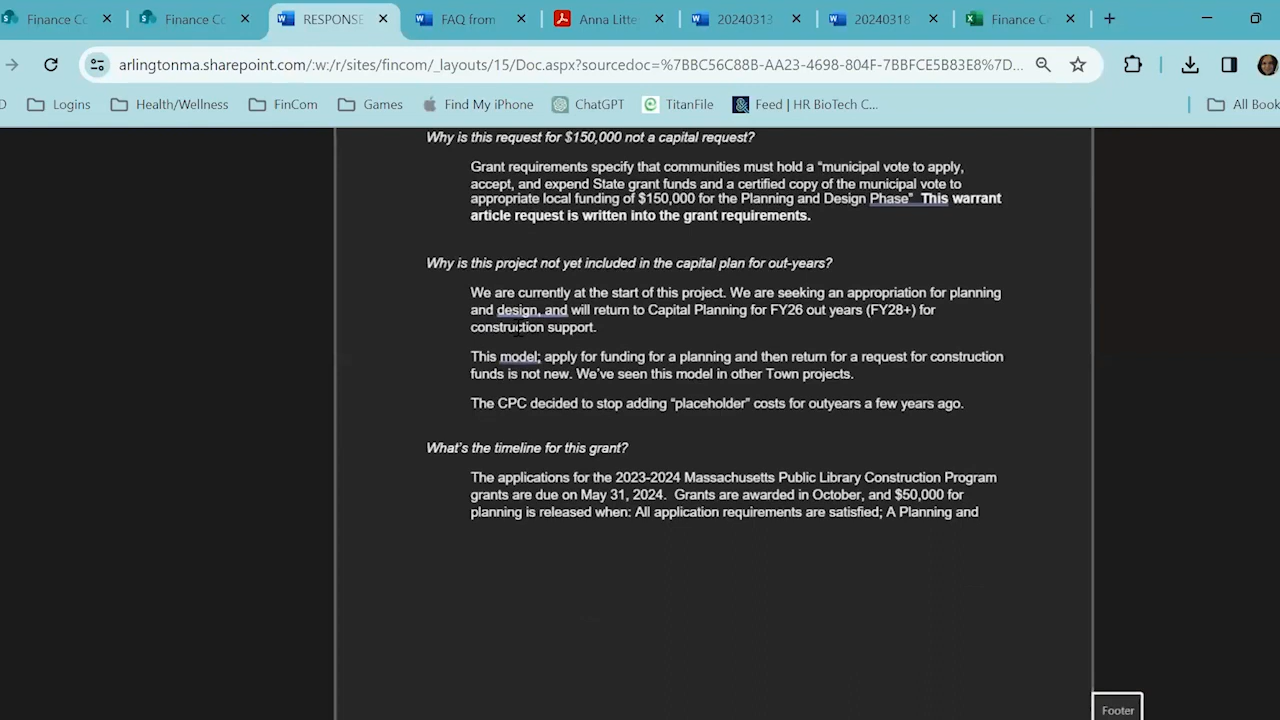 Finance Co
Finance Co
RESPONSE
FAQ from
Anna Litte
20240313
20240318
Finance Co
arlingtonma.sharepoint.com/:w:/r/sites/fincom/_layouts/15/Doc.aspx?sourcedoc=%7BBC56C88B-AA23-4698-804F-7BBFCE5B83E8%7D...
Logins
Health/Wellness
FinCom
Games
Find My iPhone
ChatGPT
TitanFile
Feed | HR BioTech C...
All Book
Why is this request for $150,000 not a capital request?
Grant requirements specify that communities must hold a “municipal vote to apply,
accept, and expend State grant funds and a certified copy of the municipal vote to
appropriate local funding of $150,000 for the Planning and Design Phase” This warrant
article request is written into the grant requirements.
Why is this project not yet included in the capital plan for out-years?
We are currently at the start of this project. We are seeking an appropriation for planning
and design, and will return to Capital Planning for FY26 out years (FY28+) for
construction support.
This model; apply for funding for a planning and then return for a request for construction
funds is not new. We’ve seen this model in other Town projects.
The CPC decided to stop adding “placeholder” costs for outyears a few years ago.
What’s the timeline for this grant?
The applications for the 2023-2024 Massachusetts Public Library Construction Program
grants are due on May 31, 2024. Grants are awarded in October, and $50,000 for
planning is released when: All application requirements are satisfied; A Planning and
Footer